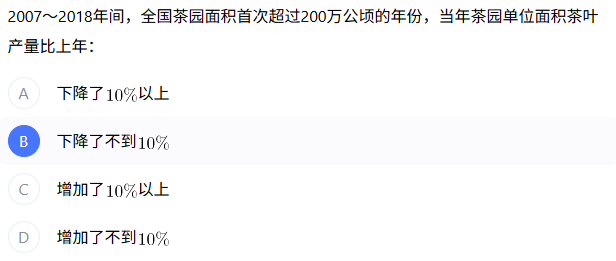 2007～2018年间，全国茶园面积首次超过200万公顷的年份，当年茶园单位面积茶叶
产量比上年：
A 下降了10%以上
B 下降了不到10%
C 增加了10%以上
D 增加了不到10%